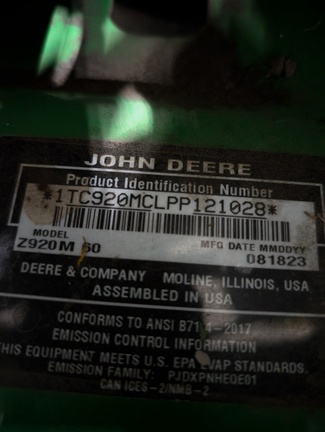 JOHN DEERE
Product Identification Number
*1TC920MCLPP121028*
MODEL MFG DATE MMDDYY
Z920M 60 081823
DEERE & COMPANY MOLINE, ILLINOIS, USA
ASSEMBLED IN USA
CONFORMS TO ANSI B71.4-2017
EMISSION CONTROL INFORMATION
THIS EQUIPMENT MEETS U.S. EPA EVAP STANDARDS.
EMISSION FAMILY: PJDXPNHEQE01
CAN ICES-2/NMB-2